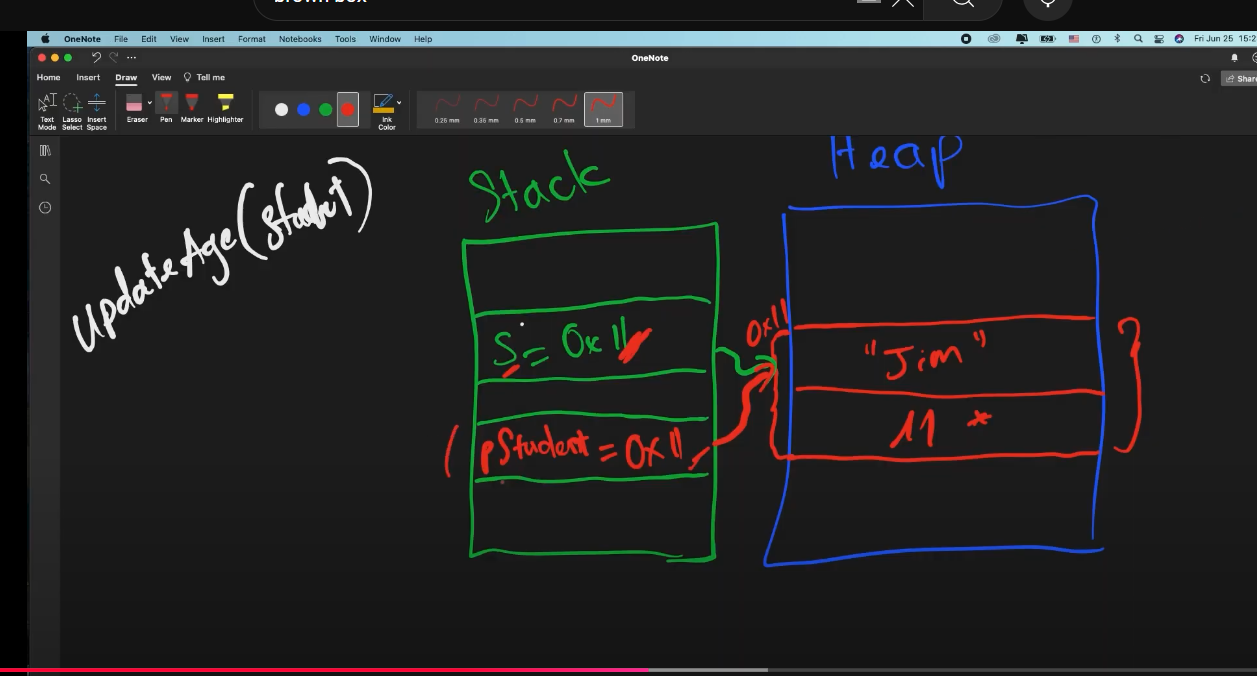 brown box
OneNote File Edit View Insert Format Notebooks Tools Window Help Fri Jun 25 15:2
OneNote
Home Insert Draw View Tell me Share
Text Mode
Lasso Select
Insert Space
Eraser
Pen
Marker
Highlighter
Ink Color
0.25 mm
0.35 mm
0.5 mm
0.7 mm
1 mm
UpdateAge(Student)
Stack
Heap
S = 0x11
0x11
"Jim"
pStudent = 0x11
11 *